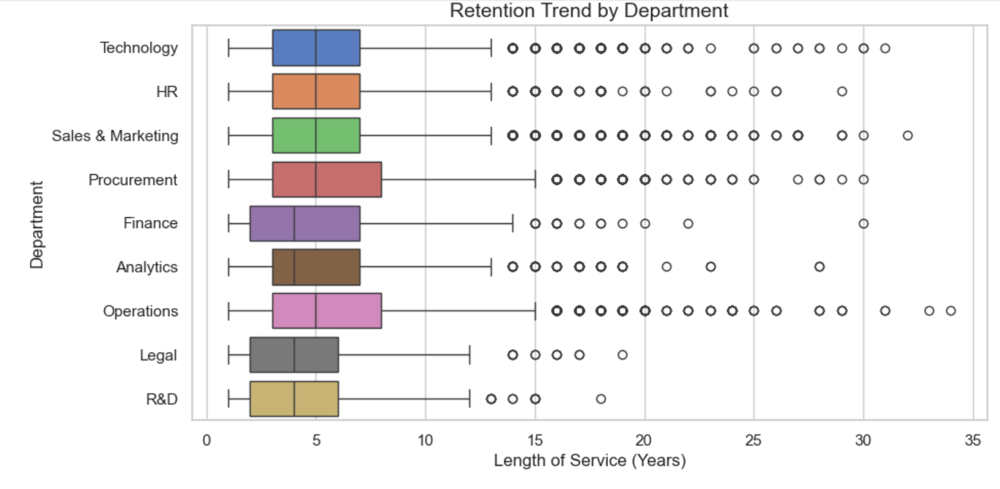 Retention Trend by Department
Technology
HR
Sales & Marketing
Procurement
Finance
Analytics
Operations
Legal
R&D
Department
0 5 10 15 20 25 30 35
Length of Service (Years)